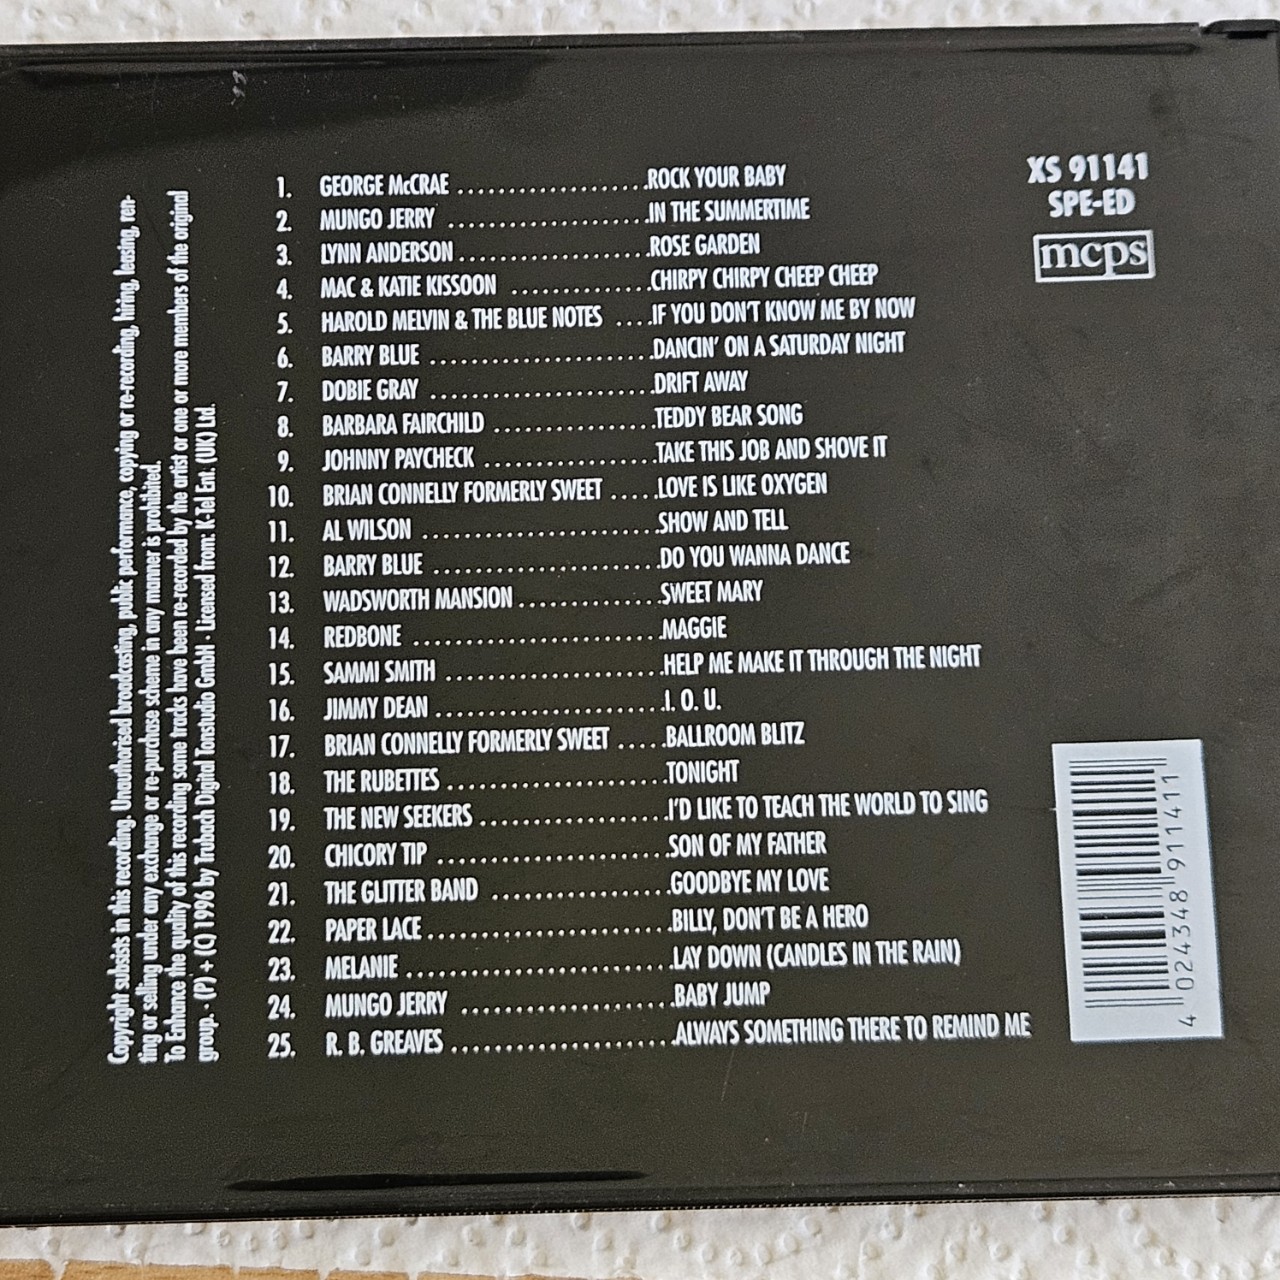 1. GEORGE McCRAE ....................ROCK YOUR BABY
2. MUNGO JERRY ......................IN THE SUMMERTIME
3. LYNN ANDERSON....................ROSE GARDEN
4. MAC & KATIE KISSOON ..............CHIRPY CHIRPY CHEEP CHEEP
5. HAROLD MELVIN & THE BLUE NOTES ....IF YOU DON'T KNOW ME BY NOW
6. BARRY BLUE ........................DANCIN' ON A SATURDAY NIGHT
7. DOBIE GRAY .........................DRIFT AWAY
8. BARBARA FAIRCHILD .................TEDDY BEAR SONG
9. JOHNNY PAYCHECK ..................TAKE THIS JOB AND SHOVE IT
10. BRIAN CONNELLY FORMERLY SWEET .....LOVE IS LIKE OXYGEN
11. AL WILSON ..........................SHOW AND TELL
12. BARRY BLUE ........................DO YOU WANNA DANCE
13. WADSWORTH MANSION...............SWEET MARY
14. REDBONE ...........................MAGGIE
15. SAMMI SMITH .......................HELP ME MAKE IT THROUGH THE NIGHT
16. JIMMY DEAN........................I. O. U.
17. BRIAN CONNELLY FORMERLY SWEET .....BALLROOM BLITZ
18. THE RUBETTES.......................TONIGHT
19. THE NEW SEEKERS....................I'D LIKE TO TEACH THE WORLD TO SING
20. CHICORY TIP ........................SON OF MY FATHER
21. THE GLITTER BAND ..................GOODBYE MY LOVE
22. PAPER LACE.........................BILLY, DON'T BE A HERO
23. MELANIE............................LAY DOWN (CANDLES IN THE RAIN)
24. MUNGO JERRY ......................BABY JUMP
25. R. B. GREAVES.......................ALWAYS SOMETHING THERE TO REMIND ME
XS 91141
SPE-ED
mcps
4 024348 911411
Copyright subsists in this recording. Unauthorised broadcasting, public performance, copying or re-recording, hiring, leasing, ren-
ting or selling under any exchange or re-purchase scheme in any manner is prohibited.
To Enhance the quality of this recording some tracks have been re-recorded by the artist or one or more members of the original
group. · (P) + (C) 1996 by Trubach Digital Tonstudio GmbH · Licensed from: K-Tel Ent. (UK) Ltd.